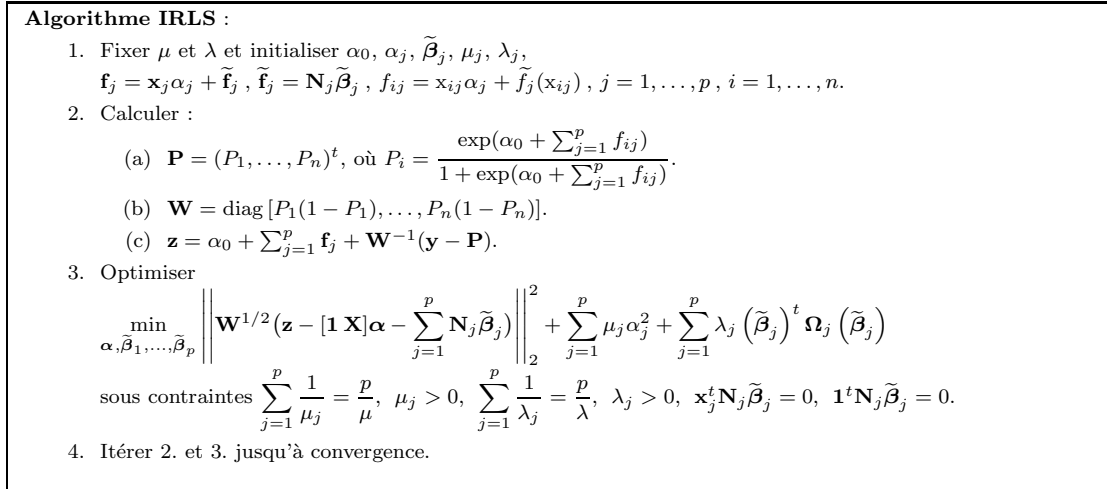 Algorithme IRLS :
1. Fixer μ et λ et initialiser α₀, αⱼ, β̃ⱼ, μⱼ, λⱼ,
fⱼ = xⱼαⱼ + f̃ⱼ , f̃ⱼ = Nⱼβ̃ⱼ , fᵢⱼ = xᵢⱼαⱼ + f̃ⱼ(xᵢⱼ) , j = 1, . . . , p , i = 1, . . . , n.
2. Calculer :
(a) P = (P₁, . . . , Pₙ)ᵗ, où Pᵢ = exp(α₀ + ∑ⱼ₌₁ᵖ fᵢⱼ) / 1 + exp(α₀ + ∑ⱼ₌₁ᵖ fᵢⱼ).
(b) W = diag [P₁(1 − P₁), . . . , Pₙ(1 − Pₙ)].
(c) z = α₀ + ∑ⱼ₌₁ᵖ fⱼ + W⁻¹(y − P).
3. Optimiser
min α,β̃₁,...,β̃ₚ ||W^{1/2}(z − [1 X]α − ∑ⱼ₌₁ᵖ Nⱼβ̃ⱼ)||₂² + ∑ⱼ₌₁ᵖ μⱼαⱼ² + ∑ⱼ₌₁ᵖ λⱼ (β̃ⱼ)ᵗ Ωⱼ (β̃ⱼ)
sous contraintes ∑ⱼ₌₁ᵖ 1/μⱼ = p/μ, μⱼ > 0, ∑ⱼ₌₁ᵖ 1/λⱼ = p/λ, λⱼ > 0, xⱼᵗNⱼβ̃ⱼ = 0, 1ᵗNⱼβ̃ⱼ = 0.
4. Itérer 2. et 3. jusqu'à convergence.